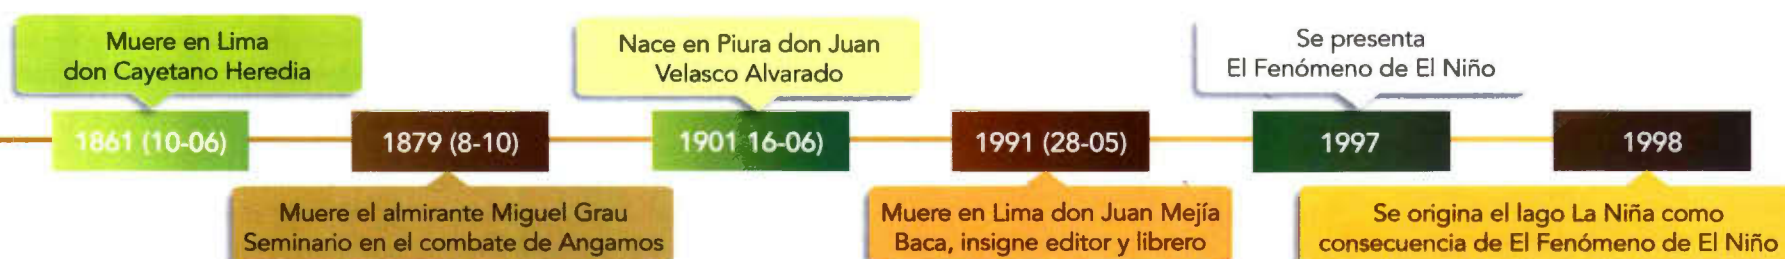 Muere en Lima
don Cayetano Heredia
1861 (10-06)
1879 (8-10)
Muere el almirante Miguel Grau
Seminario en el combate de Angamos
Nace en Piura don Juan
Velasco Alvarado
1901 16-06)
1991 (28-05)
Muere en Lima don Juan Mejía
Baca, insigne editor y librero
Se presenta
El Fenómeno de El Niño
1997
1998
Se origina el lago La Niña como
consecuencia de El Fenómeno de El Niño